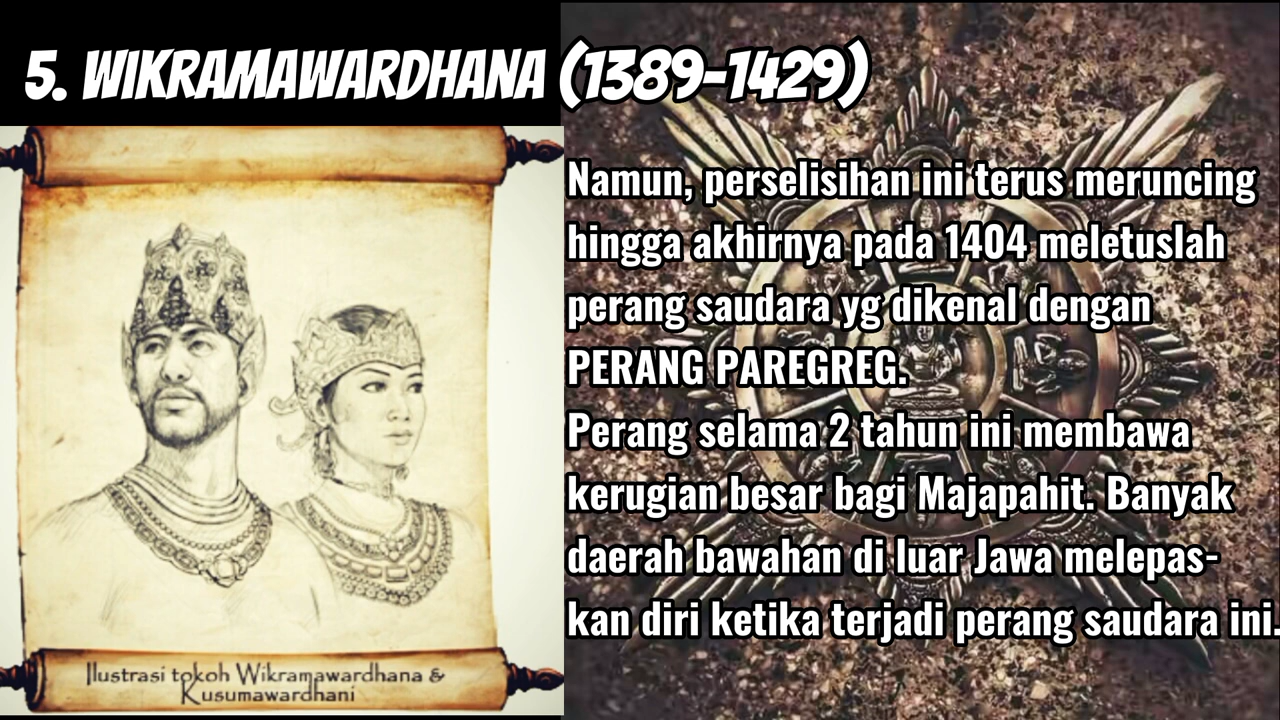 5. WIKRAMAWARDHANA (1389-1429)
Namun, perselisihan ini terus meruncing
hingga akhirnya pada 1404 meletuslah
perang saudara yg dikenal dengan
PERANG PAREGREG.
Perang selama 2 tahun ini membawa
kerugian besar bagi Majapahit. Banyak
daerah bawahan di luar Jawa melepas-
kan diri ketika terjadi perang saudara ini.
Ilustrasi tokoh Wikramawardhana &
Kusumawardhani